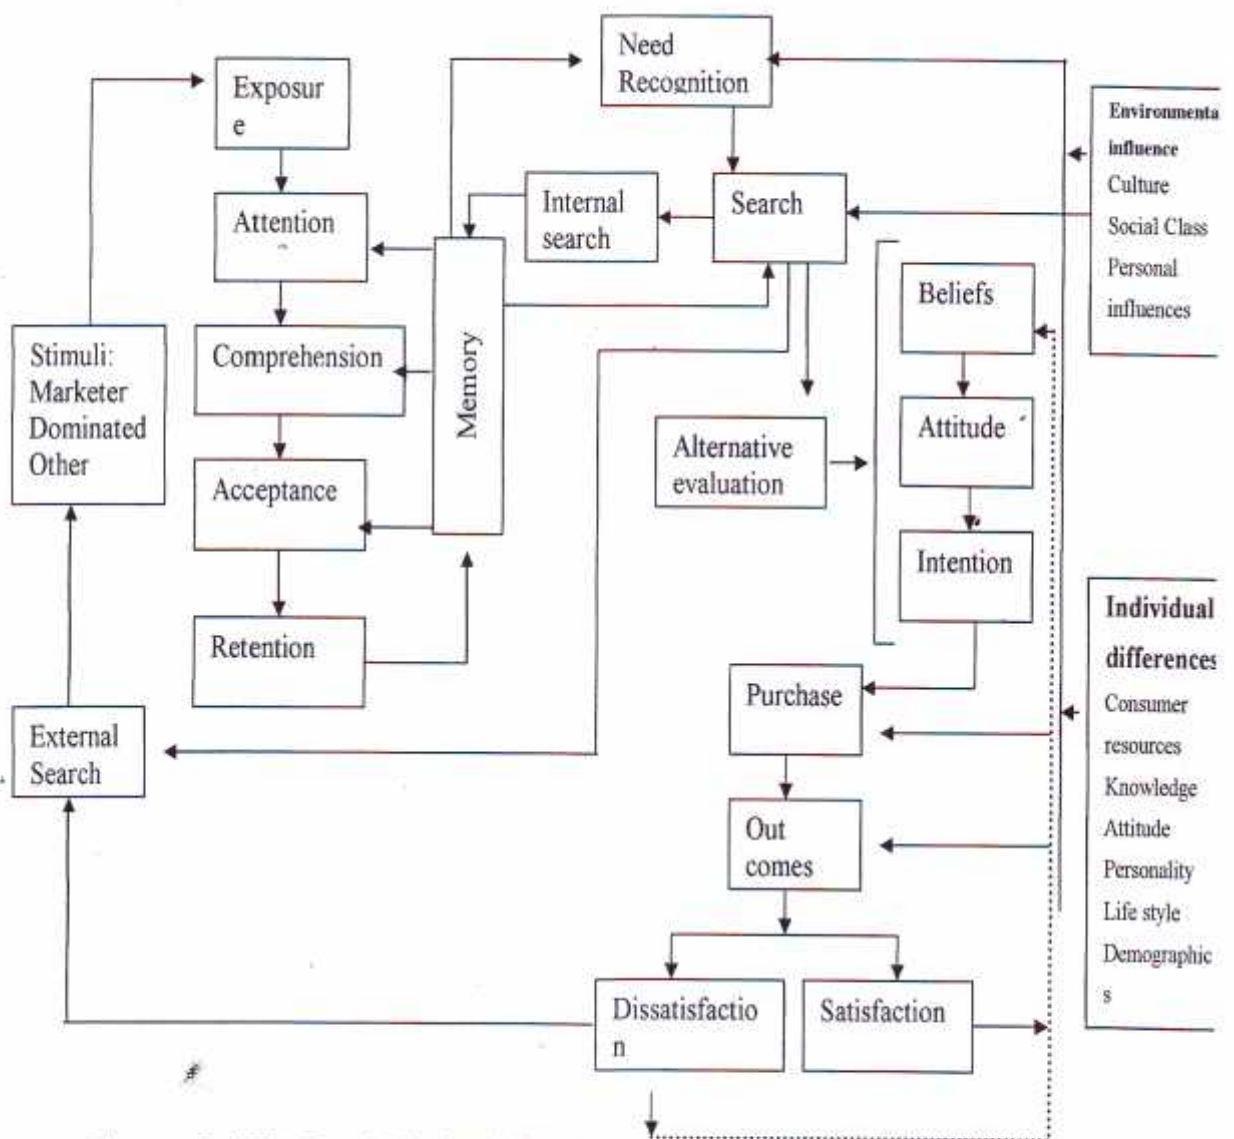 Need
Recognition
Exposur
e
Environmenta
influence
Culture
Social Class
Personal
influences
Attention
Internal
search
Search
Beliefs
Stimuli:
Marketer
Dominated
Other
Comprehension
Memory
Attitude
Alternative
evaluation
Acceptance
Intention
Individual
differences
Consumer
resources
Knowledge
Attitude
Personality
Life style
Demographic
s
Retention
Purchase
External
Search
Out
comes
Dissatisfactio
n
Satisfaction